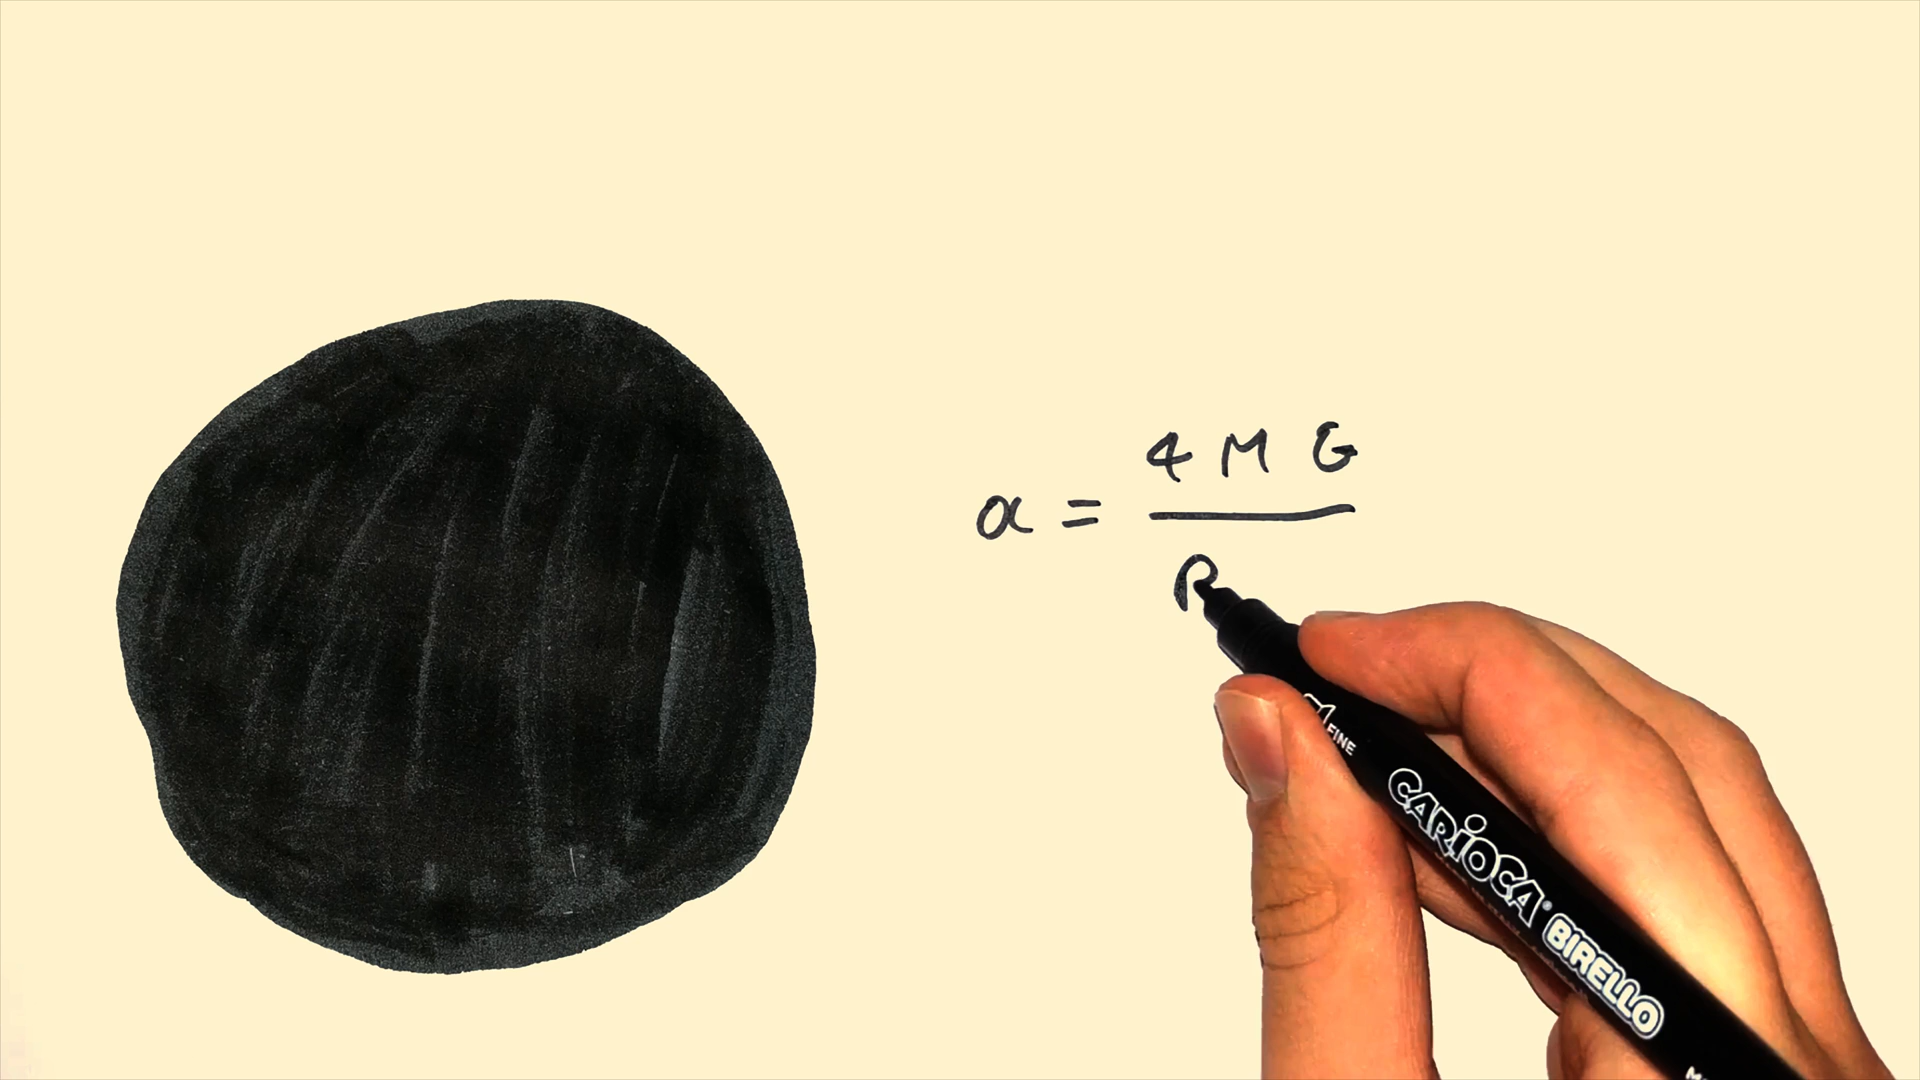 α = 4 M G
R
FINE
CARIOCA® BIRELLO